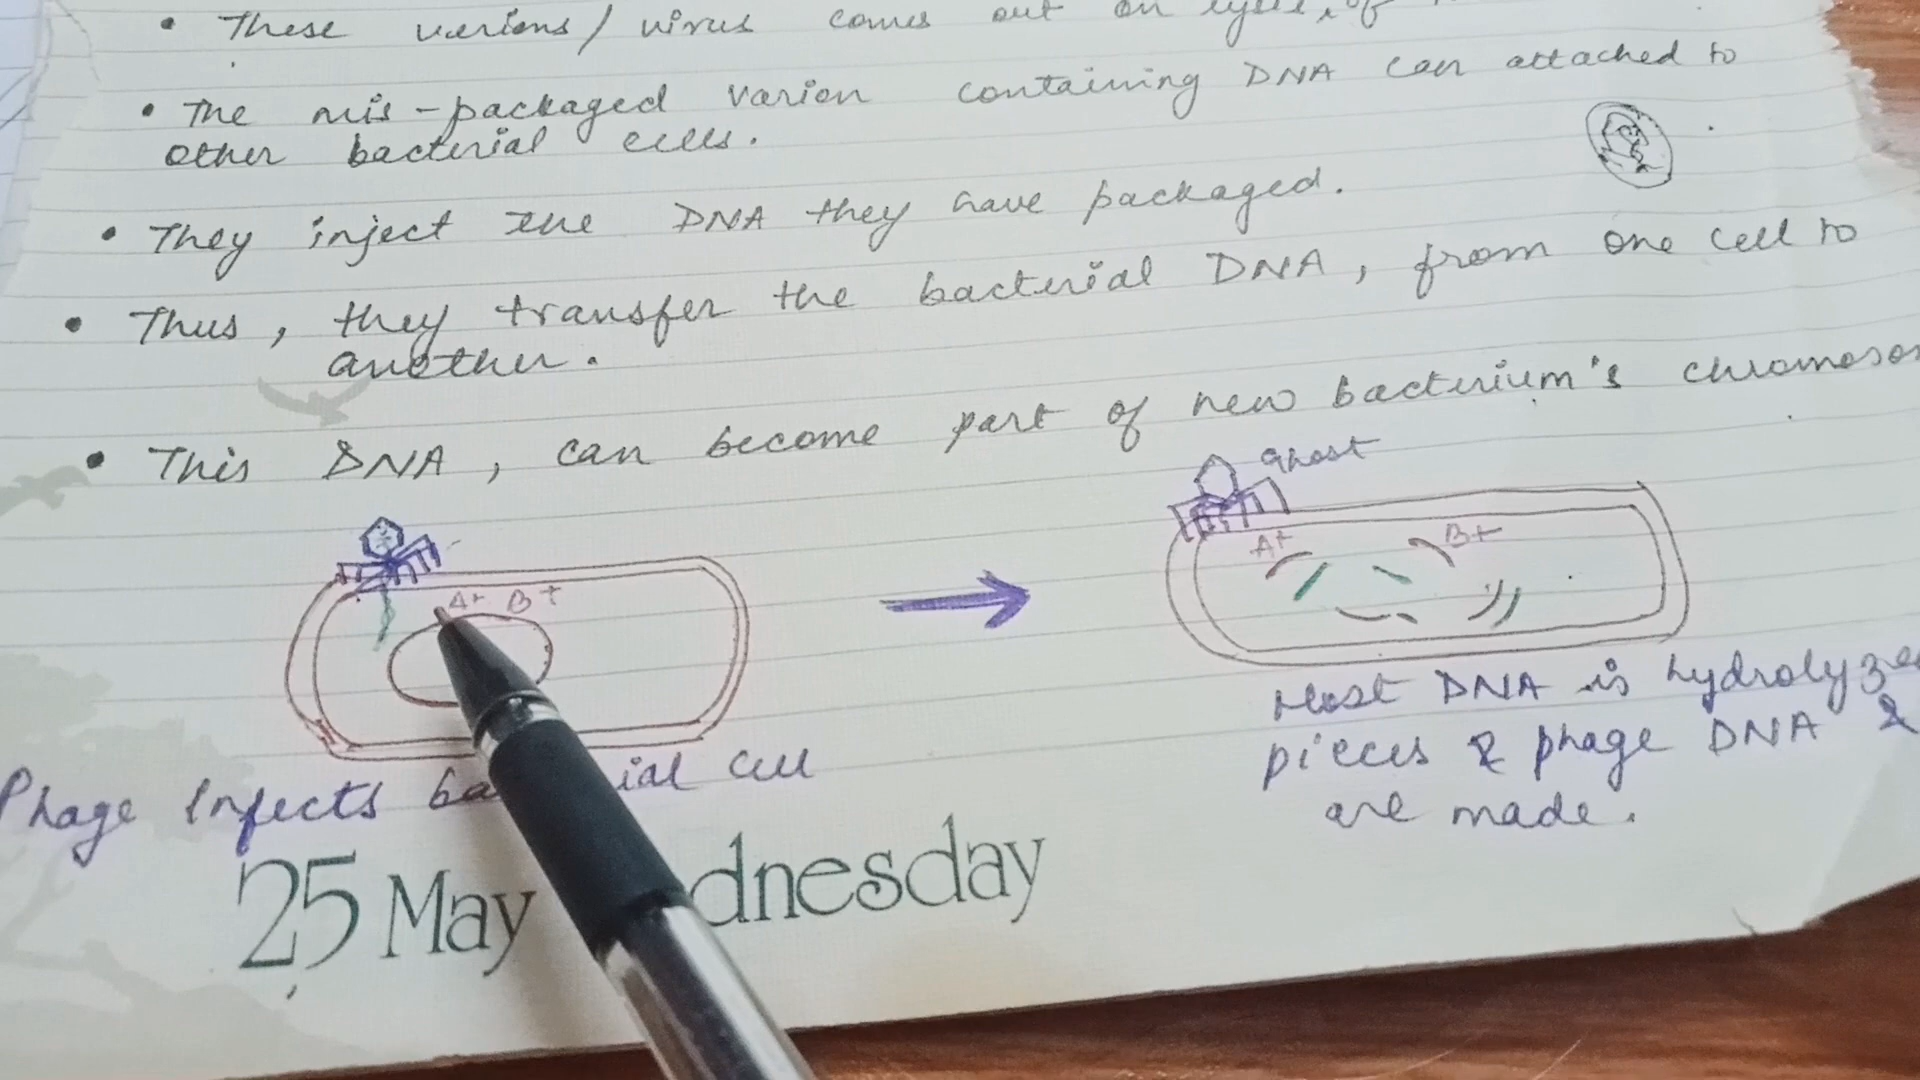 • These varions / virus comes out on lysis of
• The mis-packaged varion containing DNA can attached to
other bacterial cells.
• They inject the DNA they have packaged.
• Thus, they transfer the bacterial DNA, from one cell to
another.
• This DNA, can become part of new bacterium's
Ghost
A+ B+
A+ B+
Phage Infects cell
Host DNA is
pieces & phage DNA &
are made.
25 May